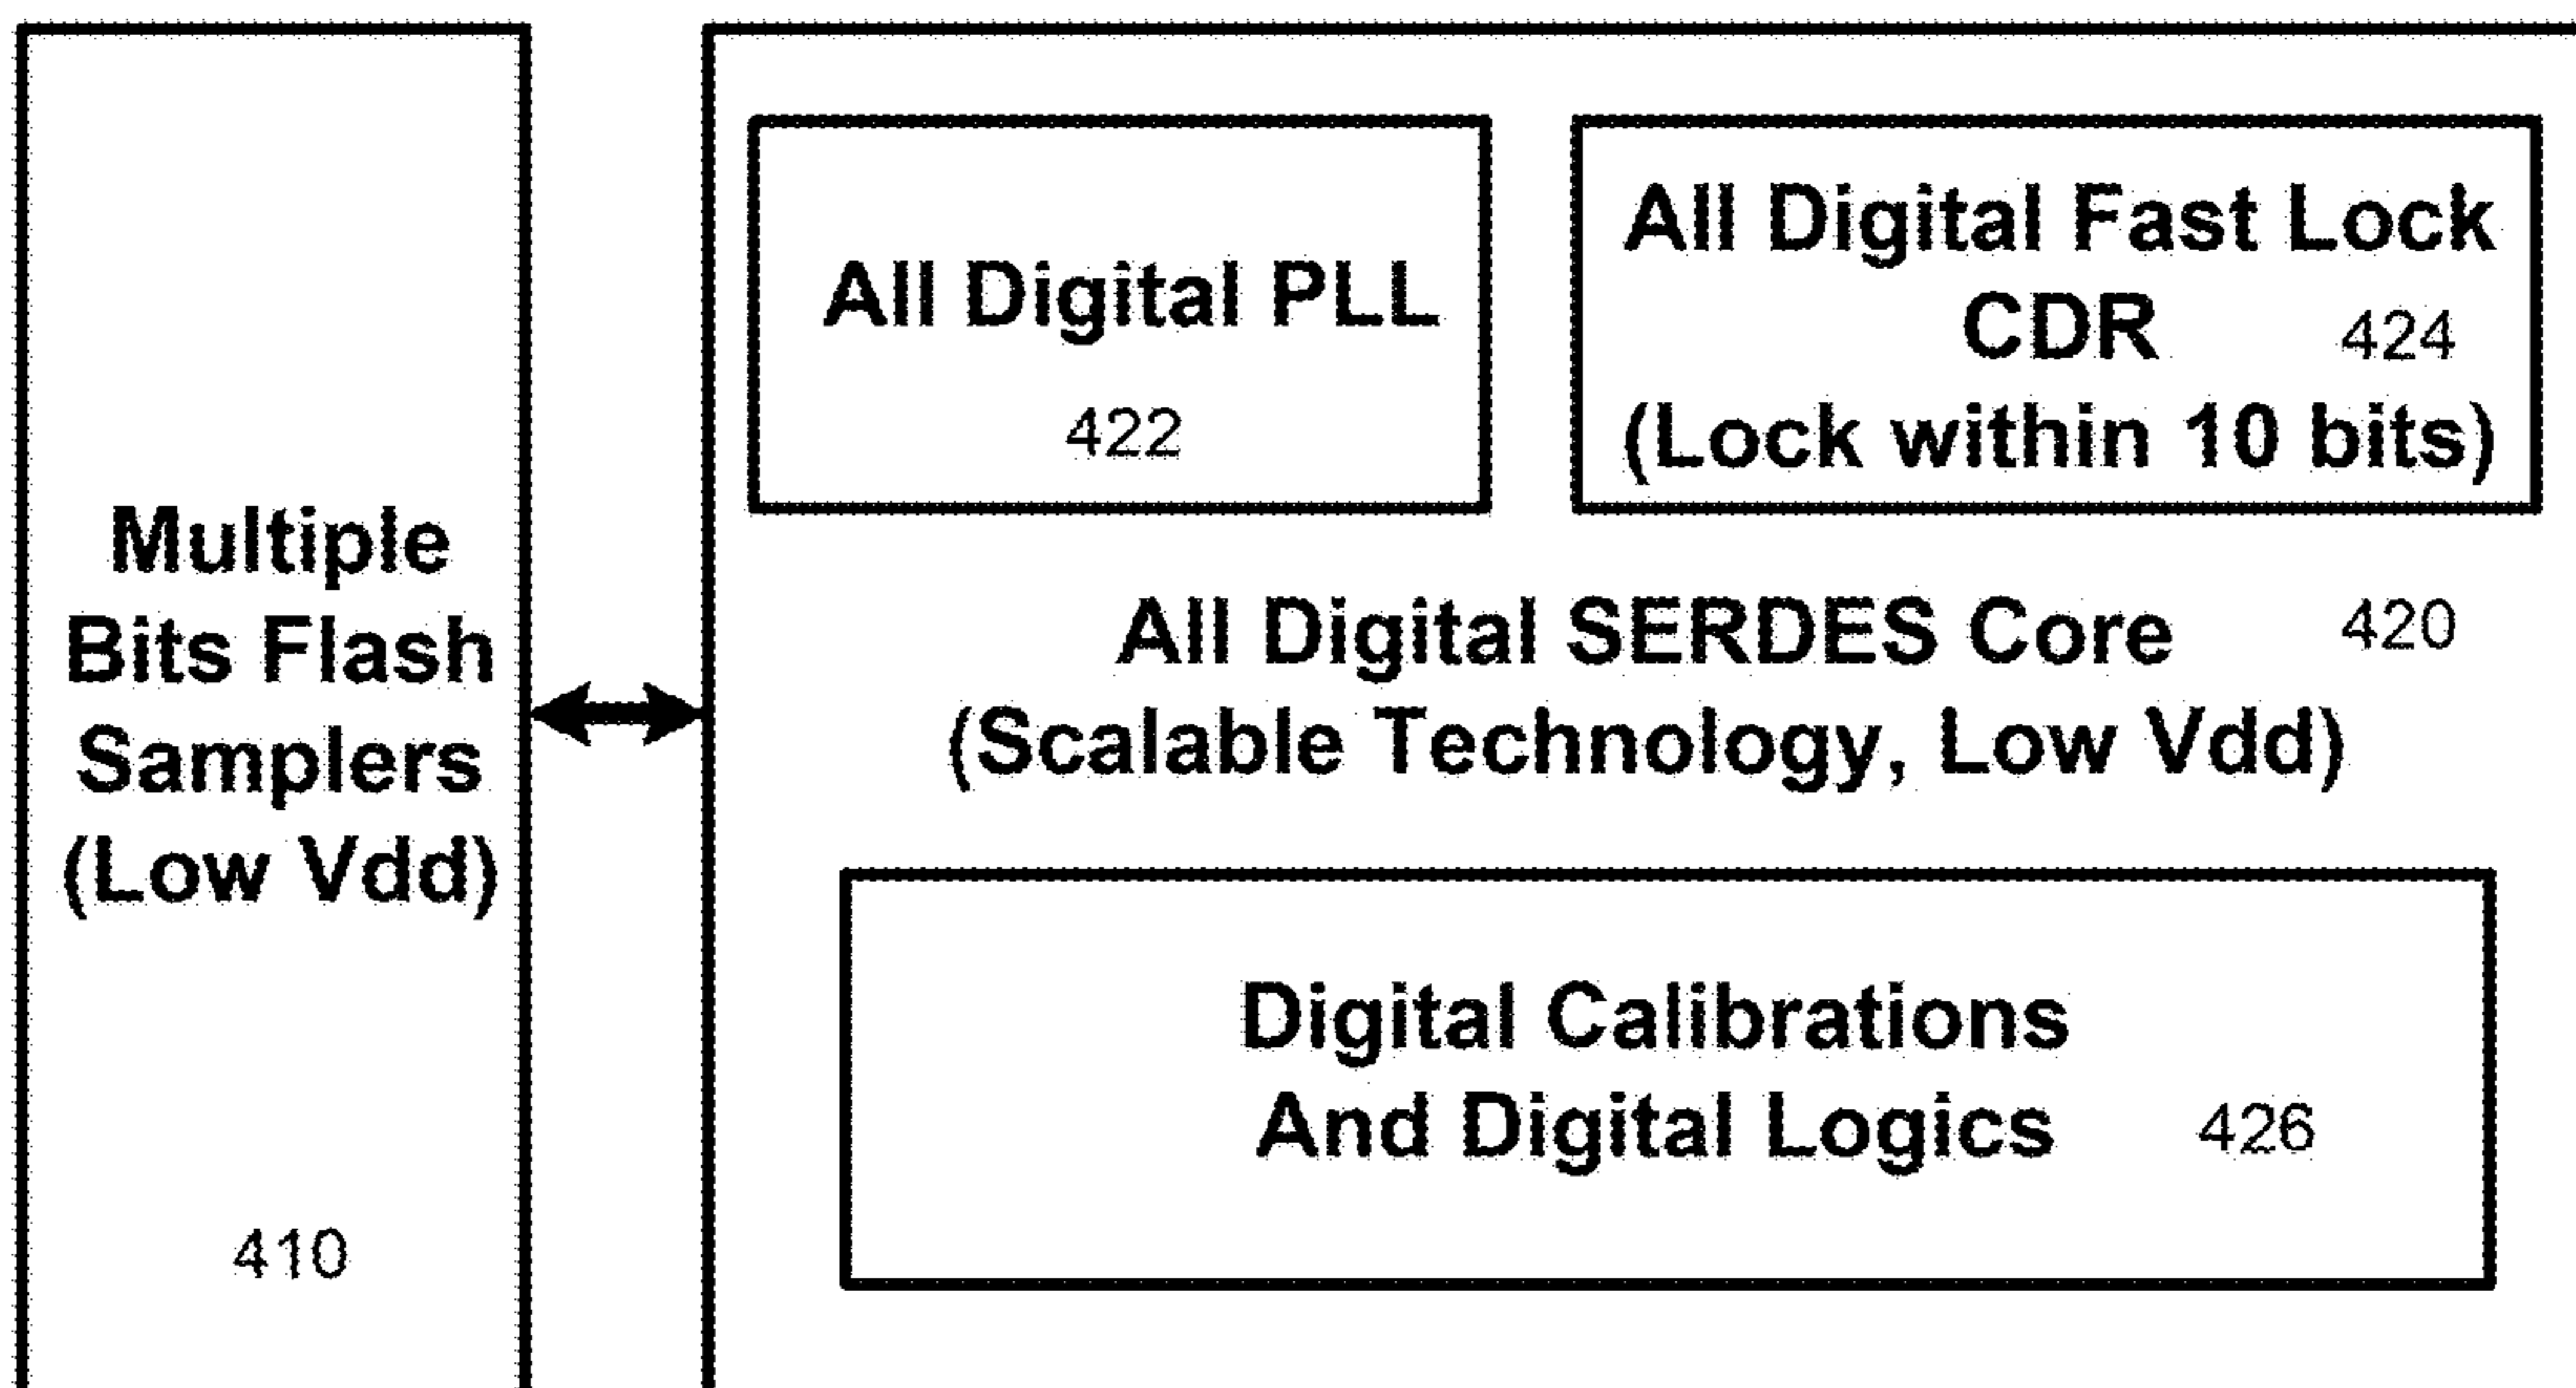 All Digital PLL
422
All Digital Fast Lock
CDR 424
(Lock within 10 bits)
Multiple
Bits Flash
Samplers
(Low Vdd)
410
All Digital SERDES Core 420
(Scalable Technology, Low Vdd)
Digital Calibrations
And Digital Logics 426